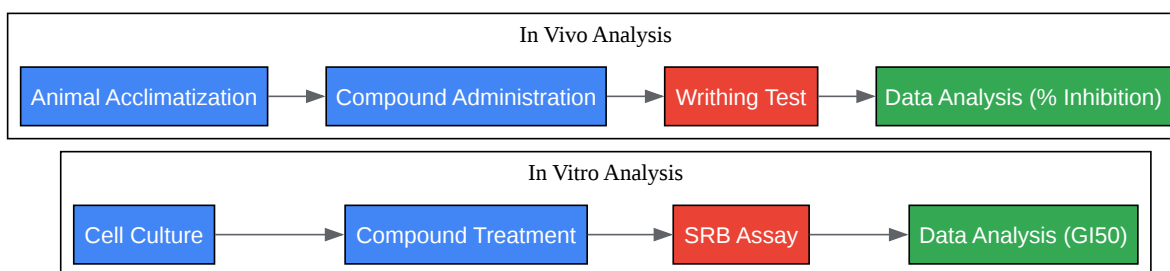 In Vivo Analysis
Animal Acclimatization
Compound Administration
Writhing Test
Data Analysis (% Inhibition)
In Vitro Analysis
Cell Culture
Compound Treatment
SRB Assay
Data Analysis (GI50)